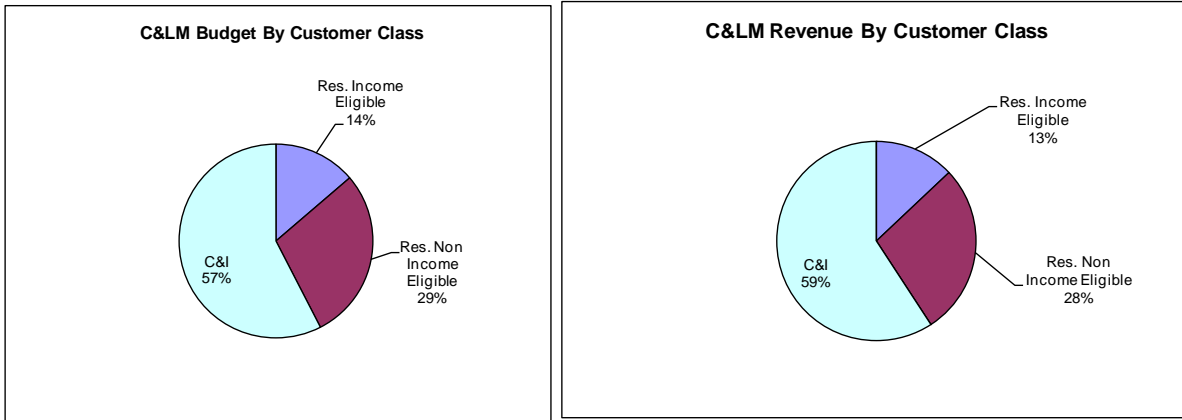 C&LM Budget By Customer Class
Res. Income
Eligible
14%
Res. Non
Income
Eligible
29%
C&I
57%
C&LM Revenue By Customer Class
Res. Income
Eligible
13%
Res. Non
Income Eligible
28%
C&I
59%